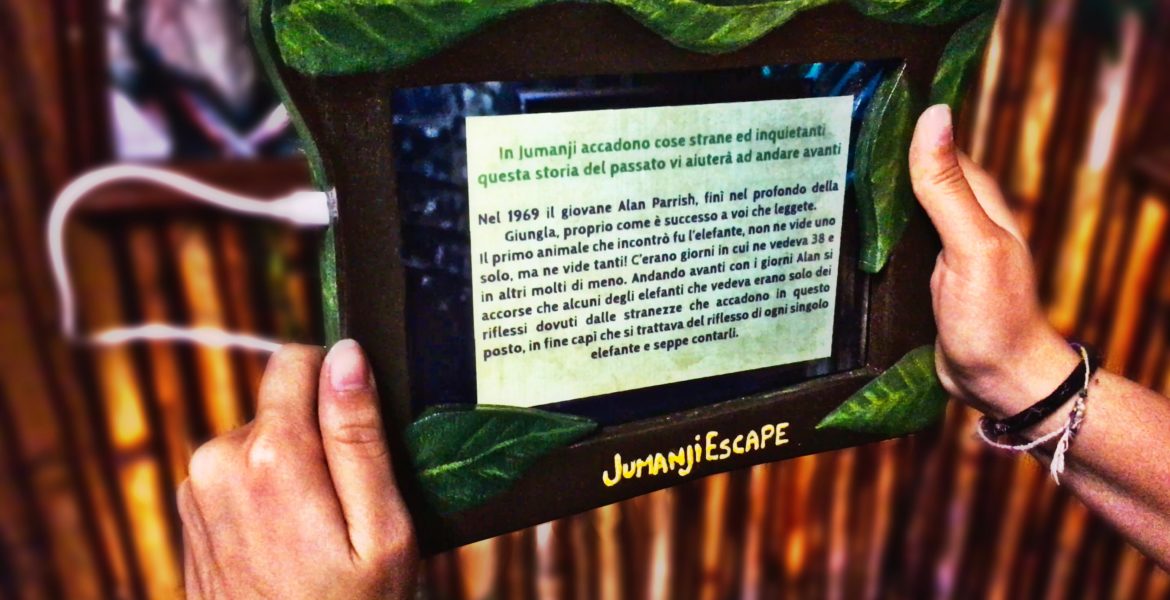 In Jumanji accadono cose strane ed inquietanti
questa storia del passato vi aiuterà ad andare avanti
Nel 1969 il giovane Alan Parrish, finì nel profondo della
Giungla, proprio come è successo a voi che leggete.
Il primo animale che incontrò fu l'elefante, non ne vide uno
solo, ma ne vide tanti! C'erano giorni in cui ne vedeva 38 e
in altri molti di meno. Andando avanti con i giorni Alan si
accorse che alcuni degli elefanti che vedeva erano solo dei
riflessi dovuti dalle stranezze che accadono in questo
posto, in fine capì che si trattava del riflesso di ogni singolo
elefante e seppe contarli.
JUMANJI ESCAPE